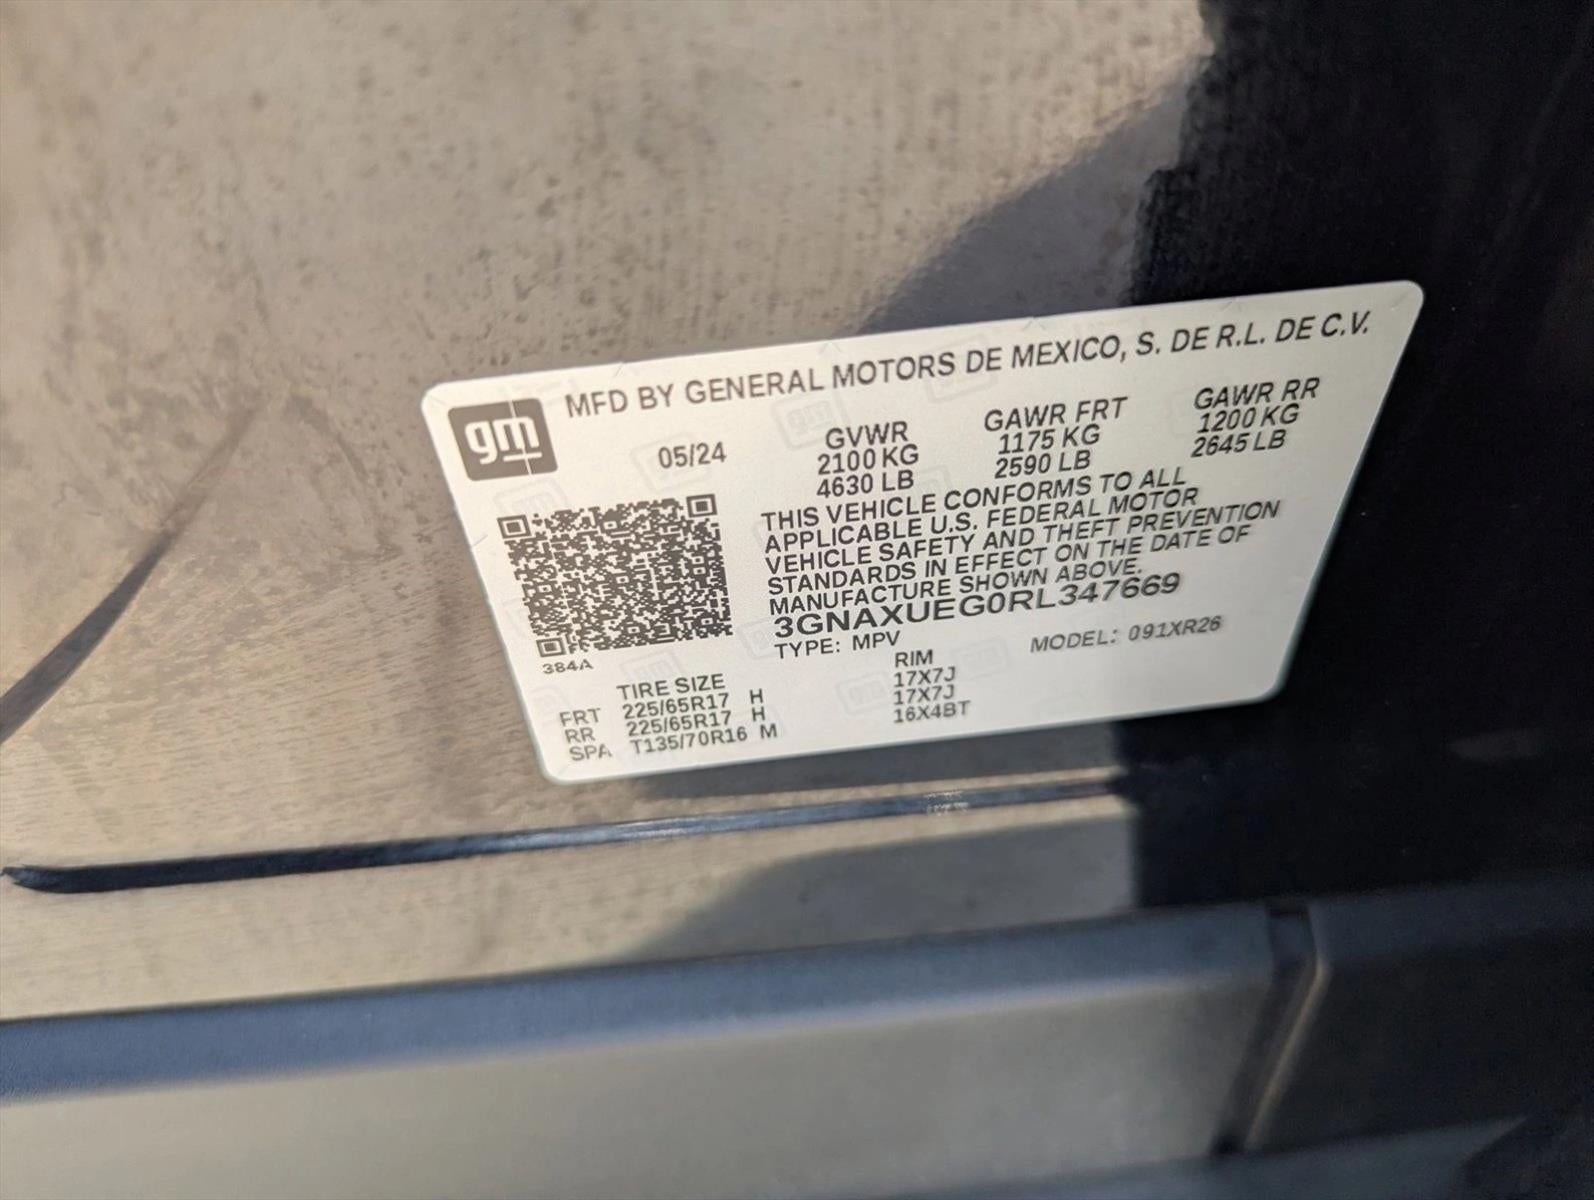 gm
MFD BY GENERAL MOTORS DE MEXICO, S. DE R.L. DE C.V.
05/24
GVWR
2100 KG
4630 LB
GAWR FRT
1175 KG
2590 LB
GAWR RR
1200 KG
2645 LB
THIS VEHICLE CONFORMS TO ALL
APPLICABLE U.S. FEDERAL MOTOR
VEHICLE SAFETY AND THEFT PREVENTION
STANDARDS IN EFFECT ON THE DATE OF
MANUFACTURE SHOWN ABOVE.
3GNAXUEG0RL347669
TYPE: MPV
MODEL: 091XR26
384A
TIRE SIZE
RIM
FRT 225/65R17 H 17X7J
RR 225/65R17 H 17X7J
SPA T135/70R16 M 16X4BT